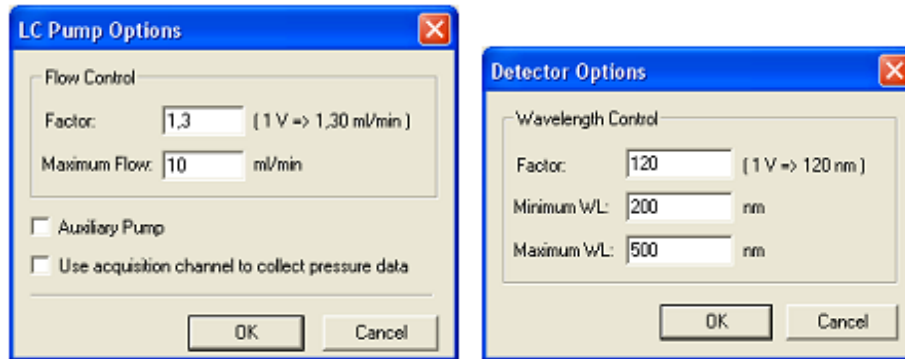 LC Pump Options
Flow Control
Factor: 1,3 ( 1 V => 1,30 ml/min )
Maximum Flow: 10 ml/min
Auxiliary Pump
Use acquisition channel to collect pressure data
OK Cancel
Detector Options
Wavelength Control
Factor: 120 ( 1 V => 120 nm )
Minimum WL: 200 nm
Maximum WL: 500 nm
OK Cancel